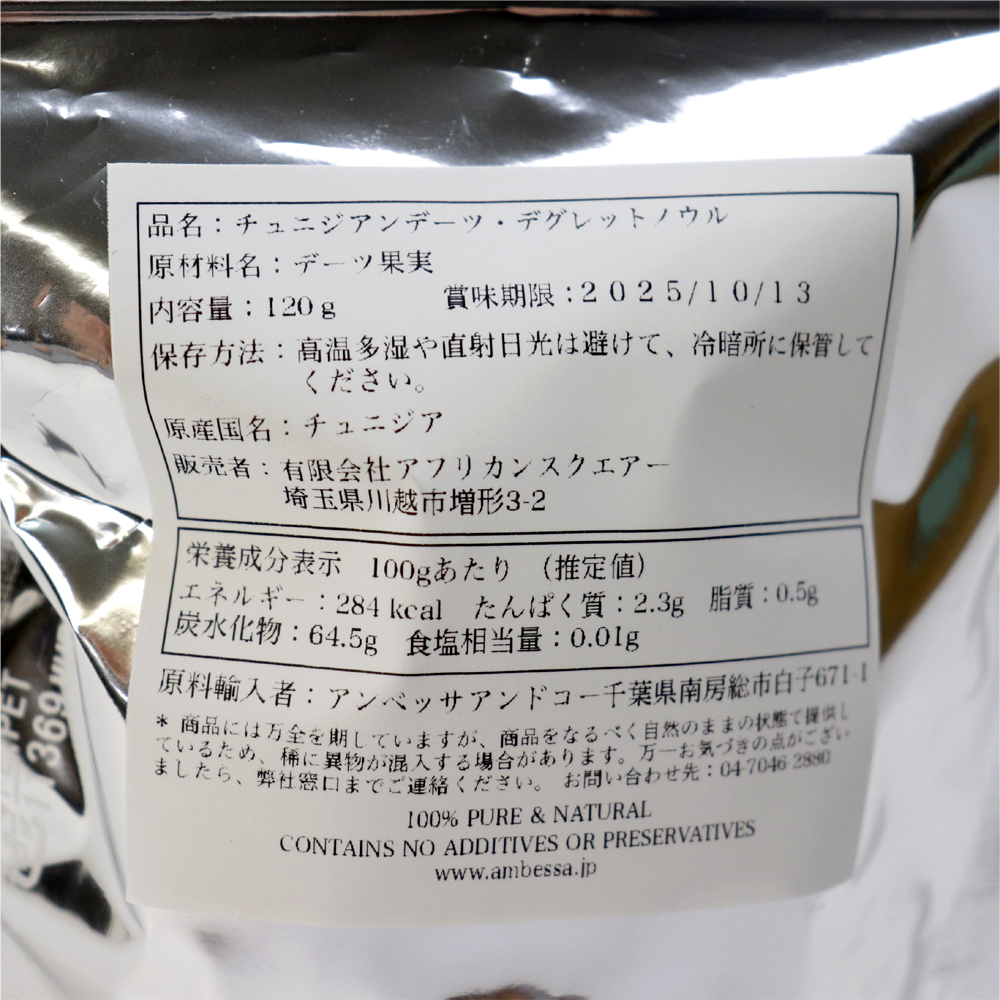 品名：チュニジアンデーツ・デグレットノウル
原材料名：デーツ果実
内容量：120g 賞味期限：2025/10/13
保存方法：高温多湿や直射日光は避けて、冷暗所に保管して
ください。
原産国名：チュニジア
販売者：有限会社アフリカンスクエアー
埼玉県川越市増形3-2
栄養成分表示 100gあたり （推定値）
エネルギー：284 kcal たんぱく質：2.3g 脂質：0.5g
炭水化物：64.5g 食塩相当量：0.01g
原料輸入者：アンベッサアンドコー千葉県南房総市白子671-1
* 商品には万全を期していますが、商品をなるべく自然のままの状態で提供し
ているため、稀に異物が混入する場合があります。万一お気づきの点がござい
ましたら、弊社窓口までご連絡ください。 お問い合わせ先：04-7046-2880
100% PURE & NATURAL
CONTAINS NO ADDITIVES OR PRESERVATIVES
www.ambessa.jp
PET
369